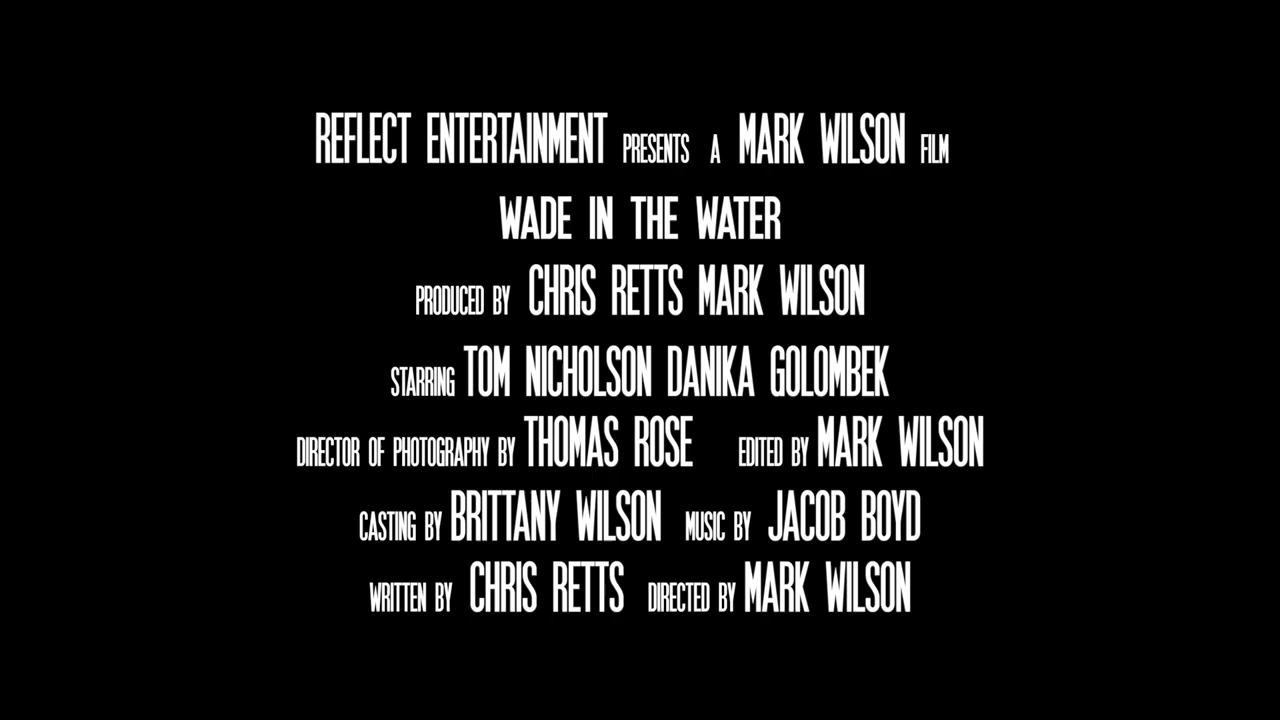 REFLECT ENTERTAINMENT PRESENTS A MARK WILSON FILM
WADE IN THE WATER
PRODUCED BY CHRIS RETTS MARK WILSON
STARRING TOM NICHOLSON DANIKA GOLOMBEK
DIRECTOR OF PHOTOGRAPHY BY THOMAS ROSE EDITED BY MARK WILSON
CASTING BY BRITTANY WILSON MUSIC BY JACOB BOYD
WRITTEN BY CHRIS RETTS DIRECTED BY MARK WILSON